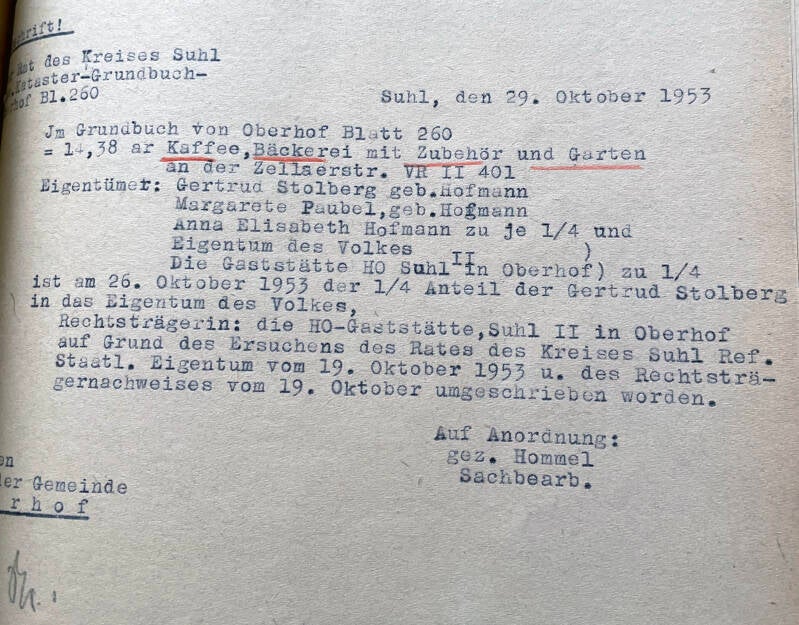 schrift!
Rat des Kreises Suhl
Kataster-Grundbuch-
Bl.260
Suhl, den 29. Oktober 1953
Jm Grundbuch von Oberhof Blatt 260
= 14,38 ar Kaffee,Bäckerei mit Zubehör und Garten
an der Zellaerstr. VR II 401
Eigentümer: Gertrud Stolberg geb.Hofmann
Margarete Paubel,geb.Hofmann
Anna Elisabeth Hofmann zu je 1/4 und
Eigentum des Volkes )
Die Gaststätte HO Suhl II in Oberhof) zu 1/4
ist am 26. Oktober 1953 der 1/4 Anteil der Gertrud Stolberg
in das Eigentum des Volkes,
Rechtsträgerin: die HO-Gaststätte,Suhl II in Oberhof
auf Grund des Ersuchens des Rates des Kreises Suhl Ref.
Staatl. Eigentum vom 19. Oktober 1953 u. des Rechtsträ-
gernachweises vom 19. Oktober umgeschrieben worden.
Auf Anordnung:
gez. Hommel
Sachbearb.
en
der Gemeinde
r h o f